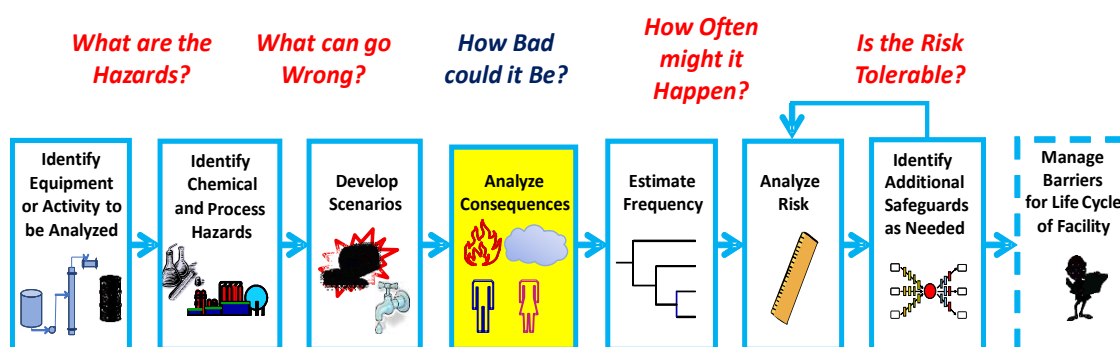 What are the
Hazards?
What can go
Wrong?
How Bad
could it Be?
How Often
might it
Happen?
Is the Risk
Tolerable?
Identify
Equipment
or Activity to
be Analyzed
Identify
Chemical
and Process
Hazards
Develop
Scenarios
Analyze
Consequences
Estimate
Frequency
Analyze
Risk
Identify
Additional
Safeguards
as Needed
Manage
Barriers
for Life Cycle
of Facility